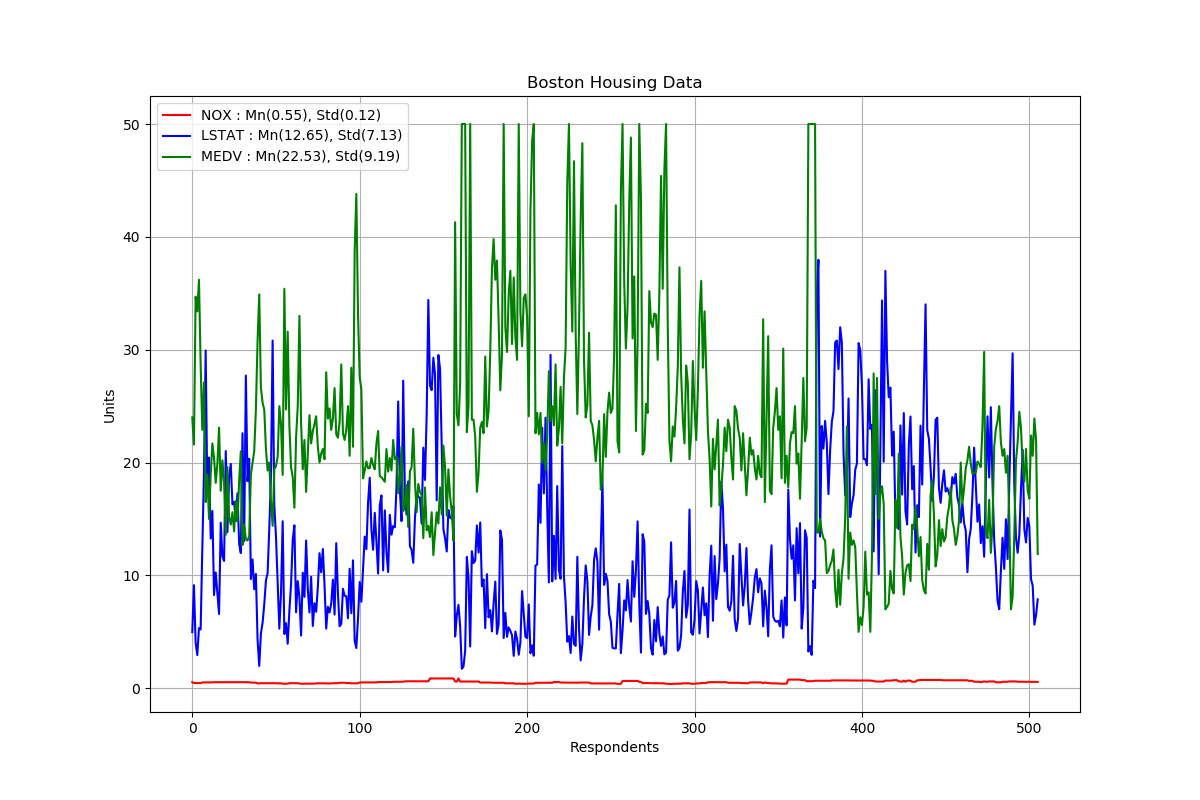 Boston Housing Data
NOX : Mn(0.55), Std(0.12)
LSTAT : Mn(12.65), Std(7.13)
MEDV : Mn(22.53), Std(9.19)
50
40
30
20
10
0
Units
0 100 200 300 400 500
Respondents